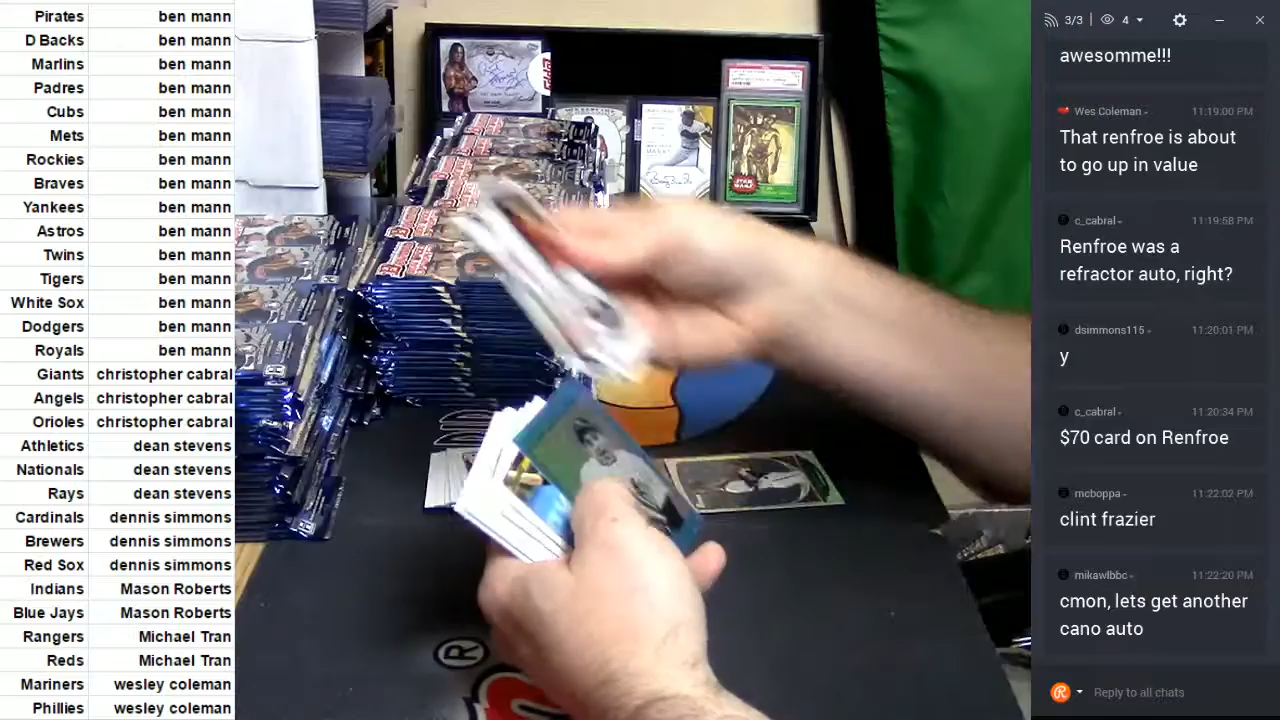 Pirates ben mann
D Backs ben mann
Marlins ben mann
Padres ben mann
Cubs ben mann
Mets ben mann
Rockies ben mann
Braves ben mann
Yankees ben mann
Astros ben mann
Twins ben mann
Tigers ben mann
White Sox ben mann
Dodgers ben mann
Royals ben mann
Giants christopher cabral
Angels christopher cabral
Orioles christopher cabral
Athletics dean stevens
Nationals dean stevens
Rays dean stevens
Cardinals dennis simmons
Brewers dennis simmons
Red Sox dennis simmons
Indians Mason Roberts
Blue Jays Mason Roberts
Rangers Michael Tran
Reds Michael Tran
Mariners wesley coleman
Phillies wesley coleman
STAR
WARS
®
3/3 4
awesomme!!!
Wes Coleman 11:19:00 PM
That renfroe is about
to go up in value
c_cabral 11:19:58 PM
Renfroe was a
refractor auto, right?
dsimmons115 11:20:01 PM
y
c_cabral 11:20:34 PM
$70 card on Renfroe
mcboppa 11:22:02 PM
clint frazier
mikawlbbc 11:22:20 PM
cmon, lets get another
cano auto
Reply to all chats